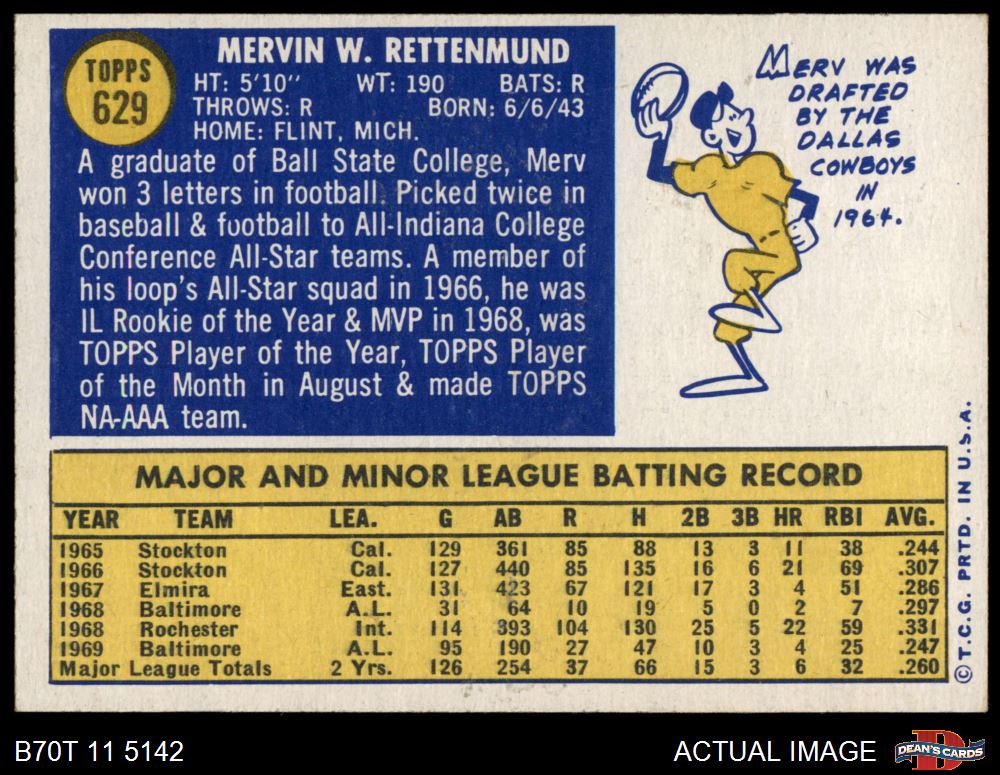 TOPPS
629
MERVIN W. RETTENMUND
HT: 5'10" WT: 190 BATS: R
THROWS: R BORN: 6/6/43
HOME: FLINT, MICH.
A graduate of Ball State College, Merv
won 3 letters in football. Picked twice in
baseball & football to All-Indiana College
Conference All-Star teams. A member of
his loop's All-Star squad in 1966, he was
IL Rookie of the Year & MVP in 1968, was
TOPPS Player of the Year, TOPPS Player
of the Month in August & made TOPPS
NA-AAA team.
MERV WAS
DRAFTED
BY THE
DALLAS
COWBOYS
IN
1964.
MAJOR AND MINOR LEAGUE BATTING RECORD
YEAR TEAM LEA. G AB R H 2B 3B HR RBI AVG.
1965 Stockton Cal. 129 361 85 88 13 3 11 38 .244
1966 Stockton Cal. 127 440 85 135 16 6 21 69 .307
1967 Elmira East. 131 423 67 121 17 3 4 51 .286
1968 Baltimore A.L. 31 64 10 19 5 0 2 7 .297
1968 Rochester Int. 114 393 104 130 25 5 22 59 .331
1969 Baltimore A.L. 95 190 27 47 10 3 4 25 .247
Major League Totals 2 Yrs. 126 254 37 66 15 3 6 32 .260
© T.C.G. PRTD. IN U.S.A.
B70T 11 5142
ACTUAL IMAGE
D
DEAN'S CARDS